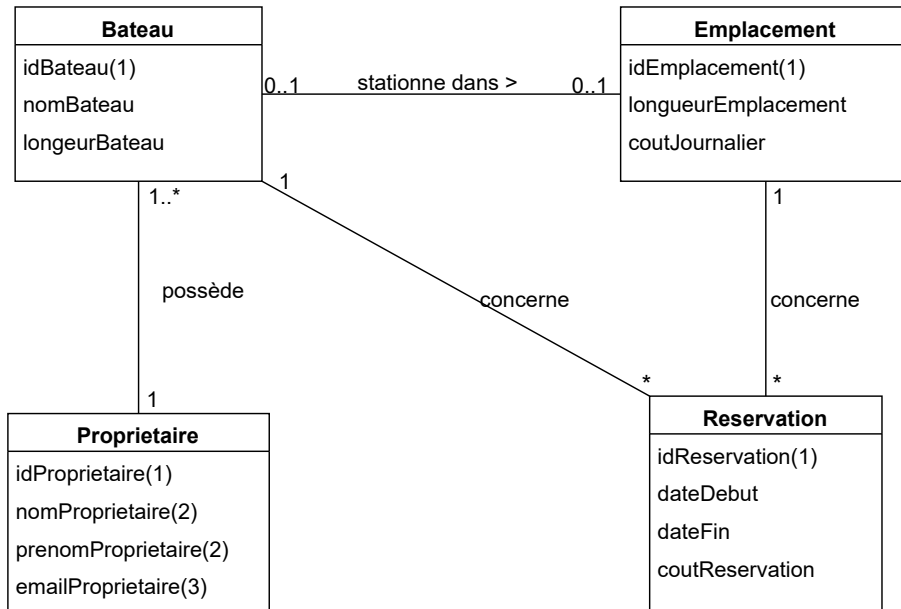 Bateau
idBateau(1)
nomBateau
longeurBateau
0..1
stationne dans >
0..1
Emplacement
idEmplacement(1)
longueurEmplacement
coutJournalier
1..*
1
1
possède
concerne
concerne
1
*
*
Proprietaire
idProprietaire(1)
nomProprietaire(2)
prenomProprietaire(2)
emailProprietaire(3)
Reservation
idReservation(1)
dateDebut
dateFin
coutReservation